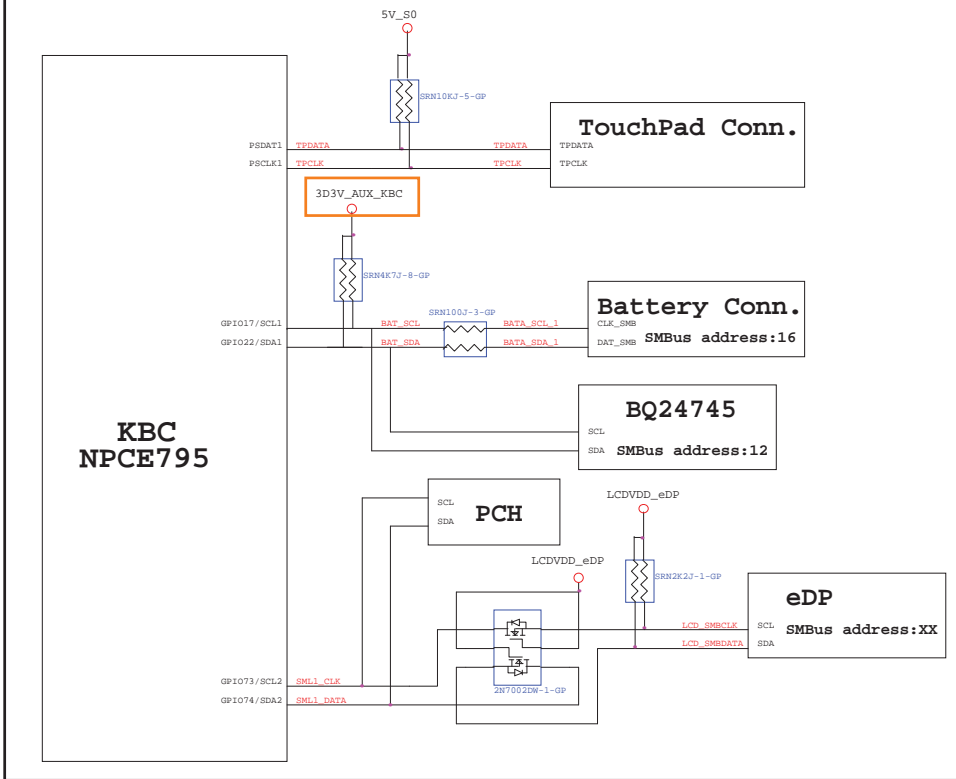 5V_S0
SRN10KJ-5-GP
TouchPad Conn.
PSDAT1 TPDATA TPDATA TPDATA
PSCLK1 TPCLK TPCLK TPCLK
3D3V_AUX_KBC
SRN4K7J-8-GP
SRN100J-3-GP
Battery Conn.
GPIO17/SCL1 BAT_SCL BATA_SCL_1 CLK_SMB
SMBus address:16
GPIO22/SDA1 BAT_SDA BATA_SDA_1 DAT_SMB
BQ24745
SCL
SDA SMBus address:12
KBC
NPCE795
SCL
PCH
SDA
LCDVDD_eDP
LCDVDD_eDP
SRN2K2J-1-GP
eDP
LCD_SMBCLK SCL
SMBus address:XX
LCD_SMBDATA SDA
GPIO73/SCL2 SML1_CLK
2N7002DW-1-GP
GPIO74/SDA2 SML1_DATA